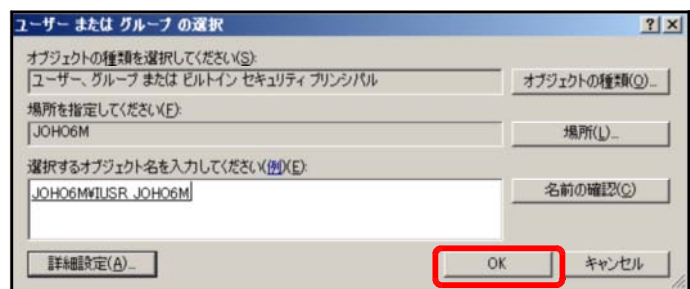 ユーザー または グループ の選択
? ×
オブジェクトの種類を選択してください(S):
ユーザー、グループ または ビルトイン セキュリティ プリンシパル
オブジェクトの種類(O)...
場所を指定してください(F):
JOHO6M
場所(L)...
選択するオブジェクト名を入力してください(例)(E):
JOHO6M¥IUSR_JOHO6M
名前の確認(C)
詳細設定(A)...
OK
キャンセル